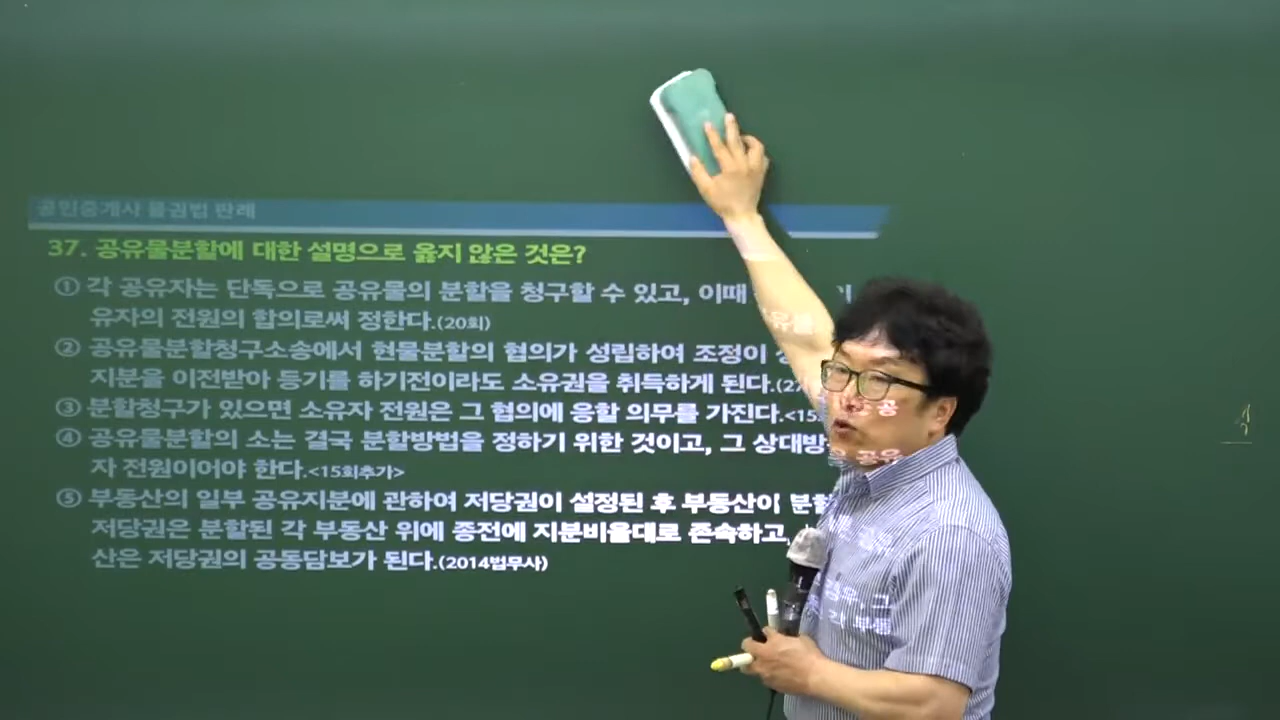 공인중개사 물권법 판례
37. 공유물분할에 대한 설명으로 옳지 않은 것은?
① 각 공유자는 단독으로 공유물의 분할을 청구할 수 있고, 이때
유자의 전원의 합의로써 정한다.(20회)
② 공유물분할청구소송에서 현물분할의 협의가 성립하여 조정이
지분을 이전받아 등기를 하기전이라도 소유권을 취득하게 된다.
③ 분할청구가 있으면 소유자 전원은 그 협의에 응할 의무를 가진다.<15
④ 공유물분할의 소는 결국 분할방법을 정하기 위한 것이고, 그 상대방 은 공유
자 전원이어야 한다.<15회추가>
⑤ 부동산의 일부 공유지분에 관하여 저당권이 설정된 후 부동산이 분할
저당권은 분할된 각 부동산 위에 종전에 지분비율대로 존속하고,
산은 저당권의 공동담보가 된다.(2014법무사)